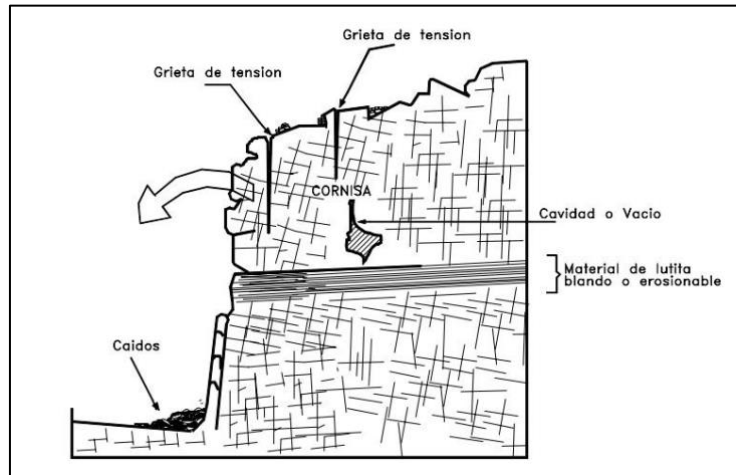 Grieta de tension
Grieta de tension
CORNISA
Cavidad o Vacio
Material de lutita
blando o erosionable
Caidos